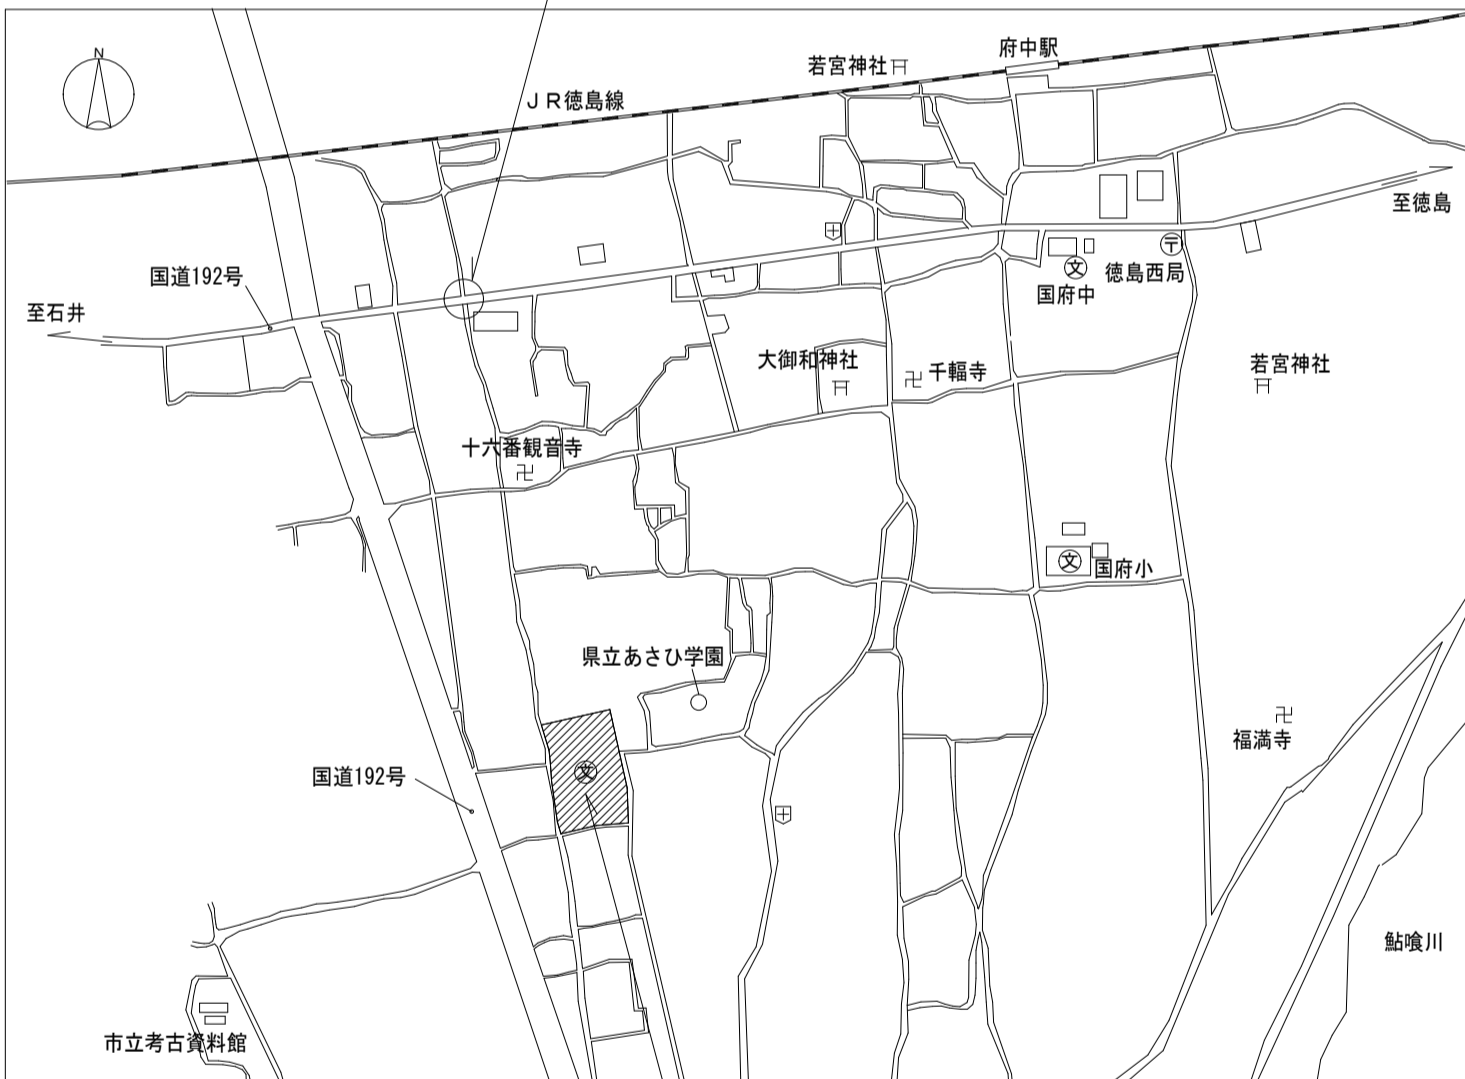 府中駅
若宮神社
N
JR徳島線
至徳島
国道192号
徳島西局
文
国府中
至石井
大御和神社
千輻寺
若宮神社
十六番観音寺
文
国府小
県立あさひ学園
福満寺
国道192号
文
鮎喰川
市立考古資料館